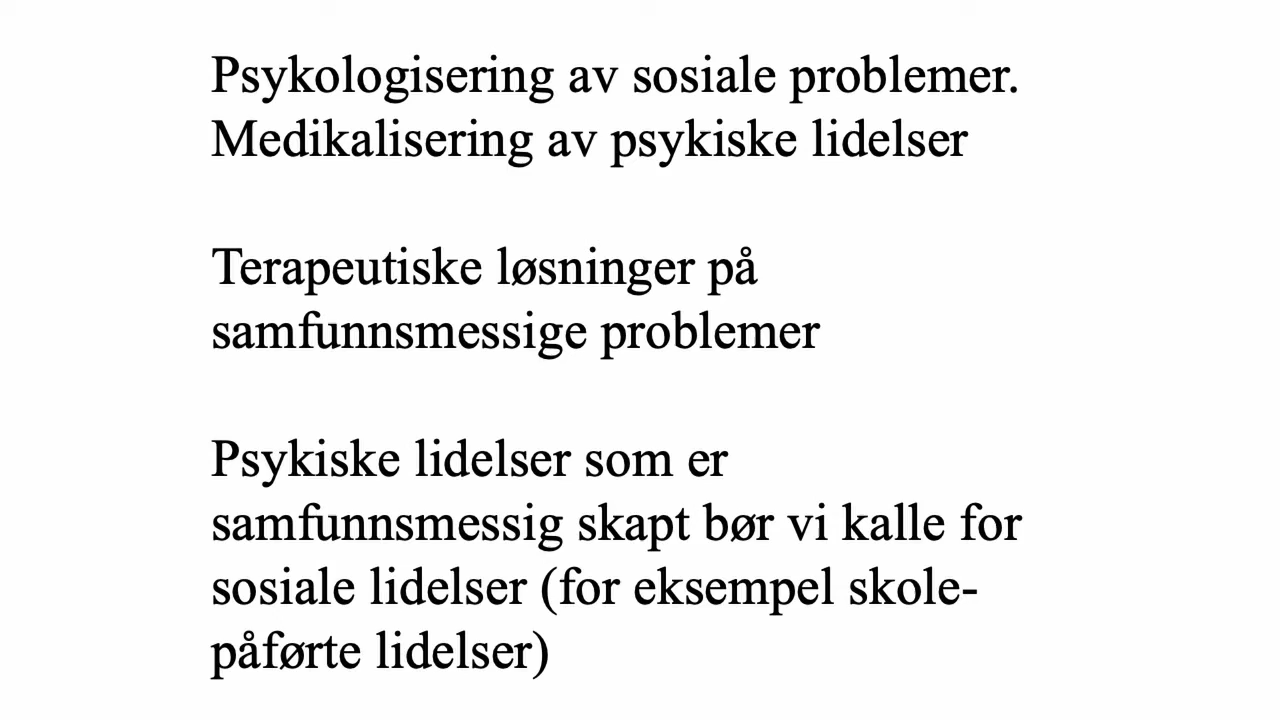 Psykologisering av sosiale problemer.
Medikalisering av psykiske lidelser
Terapeutiske løsninger på
samfunnsmessige problemer
Psykiske lidelser som er
samfunnsmessig skapt bør vi kalle for
sosiale lidelser (for eksempel skole-
påførte lidelser)